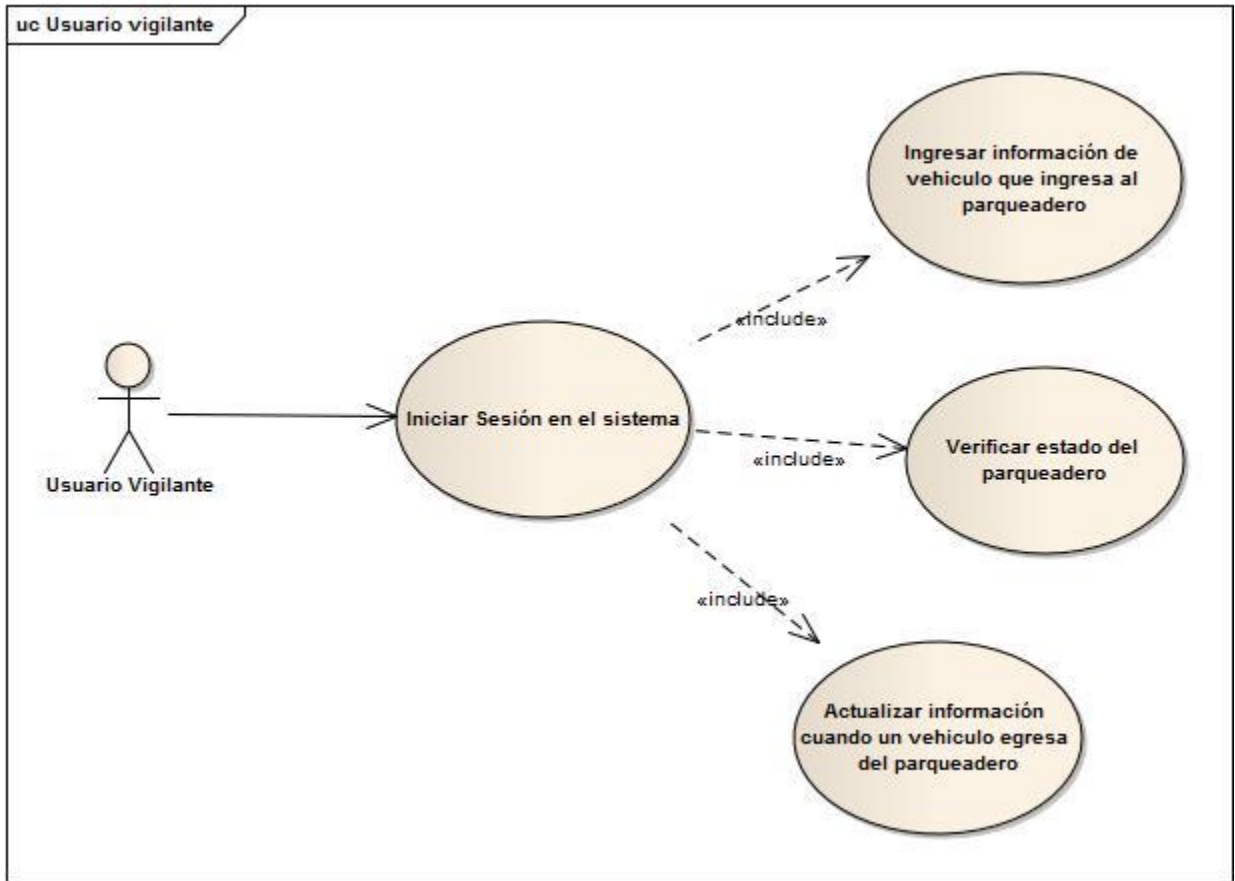 uc Usuario vigilante
Ingresar información de
vehiculo que ingresa al
parqueadero
«include»
Iniciar Sesión en el sistema
Verificar estado del
parqueadero
«include»
Usuario Vigilante
«include»
Actualizar información
cuando un vehiculo egresa
del parqueadero